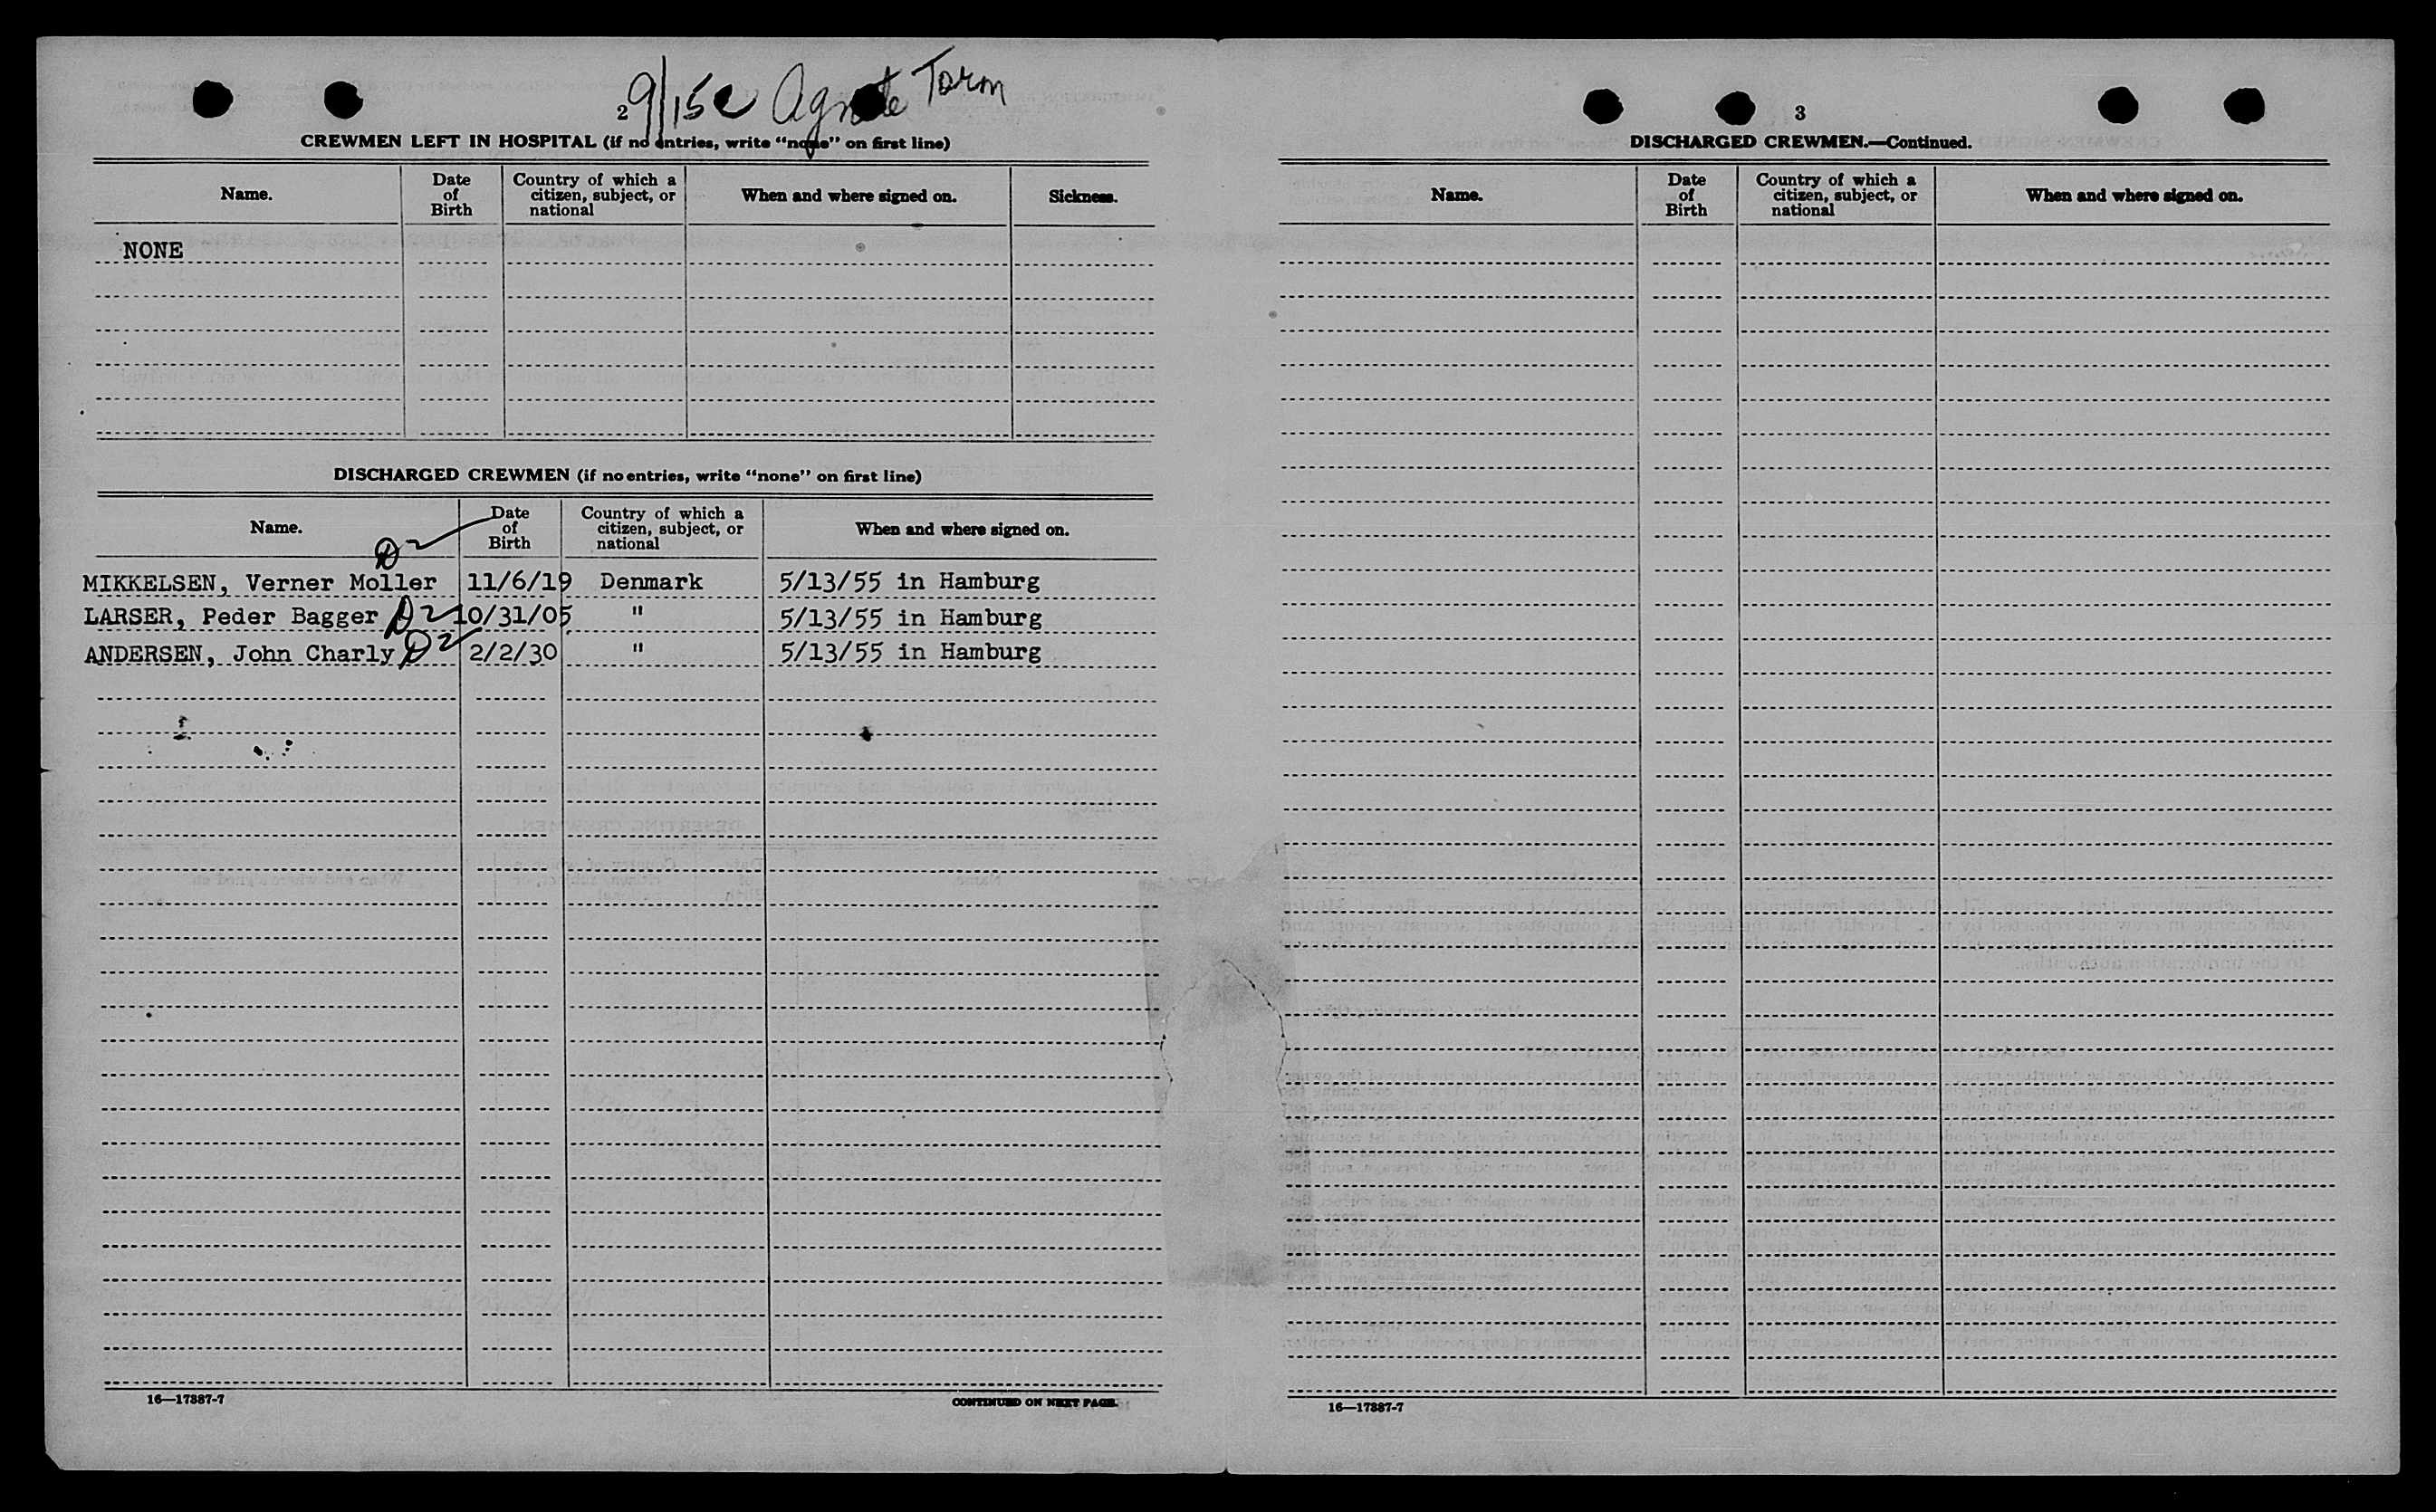 2
9/15c Agnete Torm
CREWMEN LEFT IN HOSPITAL (if no entries, write “none” on first line)
Name. Date of Birth Country of which a citizen, subject, or national When and where signed on. Sickness.
NONE
DISCHARGED CREWMEN (if no entries, write “none” on first line)
Name. Date of Birth Country of which a citizen, subject, or national When and where signed on.
MIKKELSEN, Verner Moller 11/6/19 Denmark 5/13/55 in Hamburg
LARSER, Peder Bagger 10/31/05 " 5/13/55 in Hamburg
ANDERSEN, John Charly 2/2/30 " 5/13/55 in Hamburg
16—17387-7 CONTINUED ON NEXT PAGE.
3
DISCHARGED CREWMEN.—Continued.
Name. Date of Birth Country of which a citizen, subject, or national When and where signed on.
16—17387-7